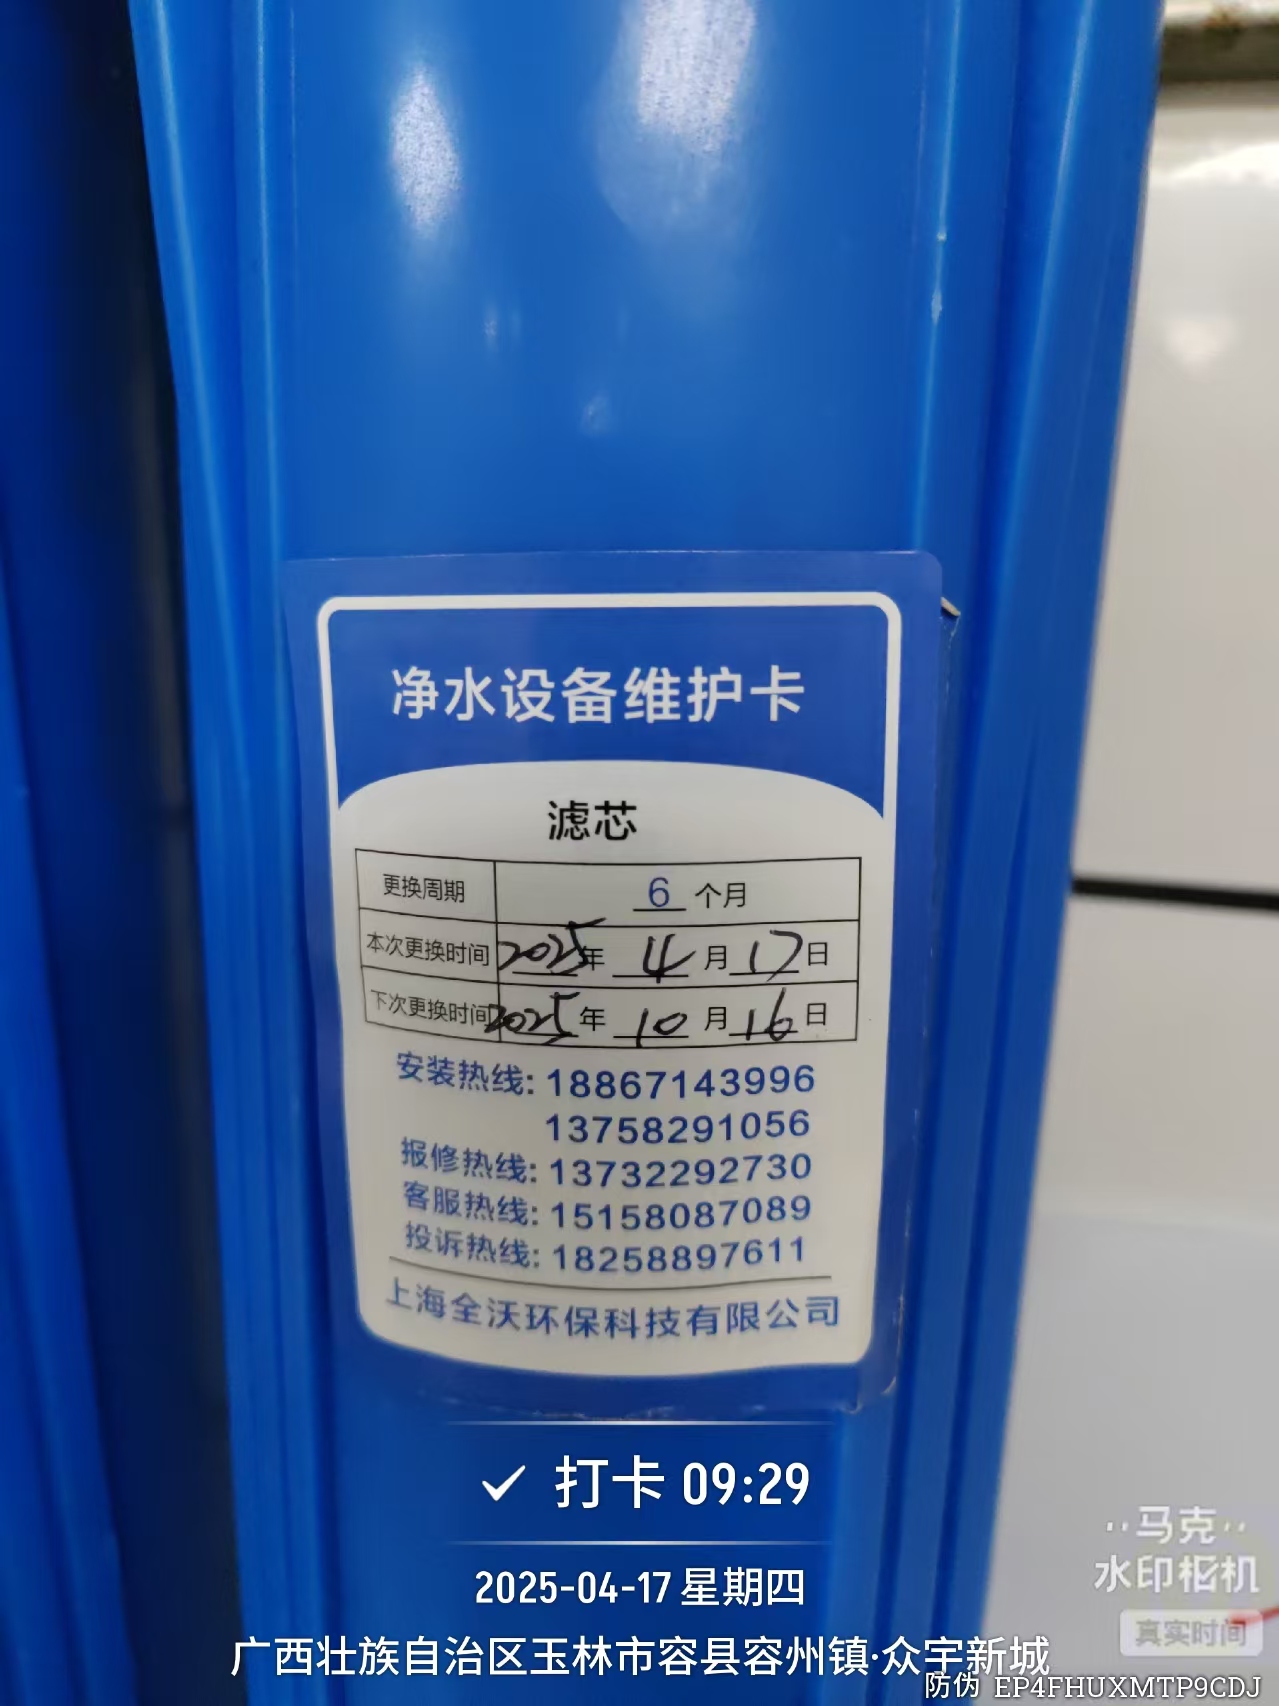 净水设备维护卡
滤芯
更换周期 6 个月
本次更换时间 2025 年 4 月 17 日
下次更换时间 2025 年 10 月 16 日
安装热线: 18867143996
13758291056
报修热线: 13732292730
客服热线: 15158087089
投诉热线: 18258897611
上海全沃环保科技有限公司
✓ 打卡 09:29
2025-04-17 星期四
广西壮族自治区玉林市容县容州镇·众宇新城
马克
水印相机
真实时间
防伪 EP4FHUXMTP9CDJ